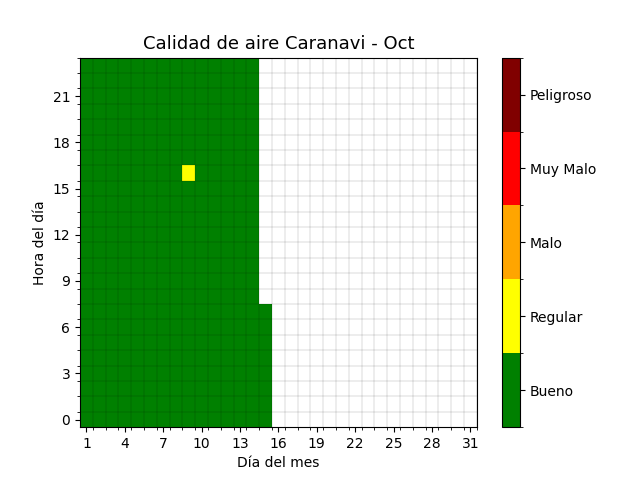 Calidad de aire Caranavi - Oct
Hora del día
21
18
15
12
9
6
3
0
1 4 7 10 13 16 19 22 25 28 31
Día del mes
Peligroso
Muy Malo
Malo
Regular
Bueno